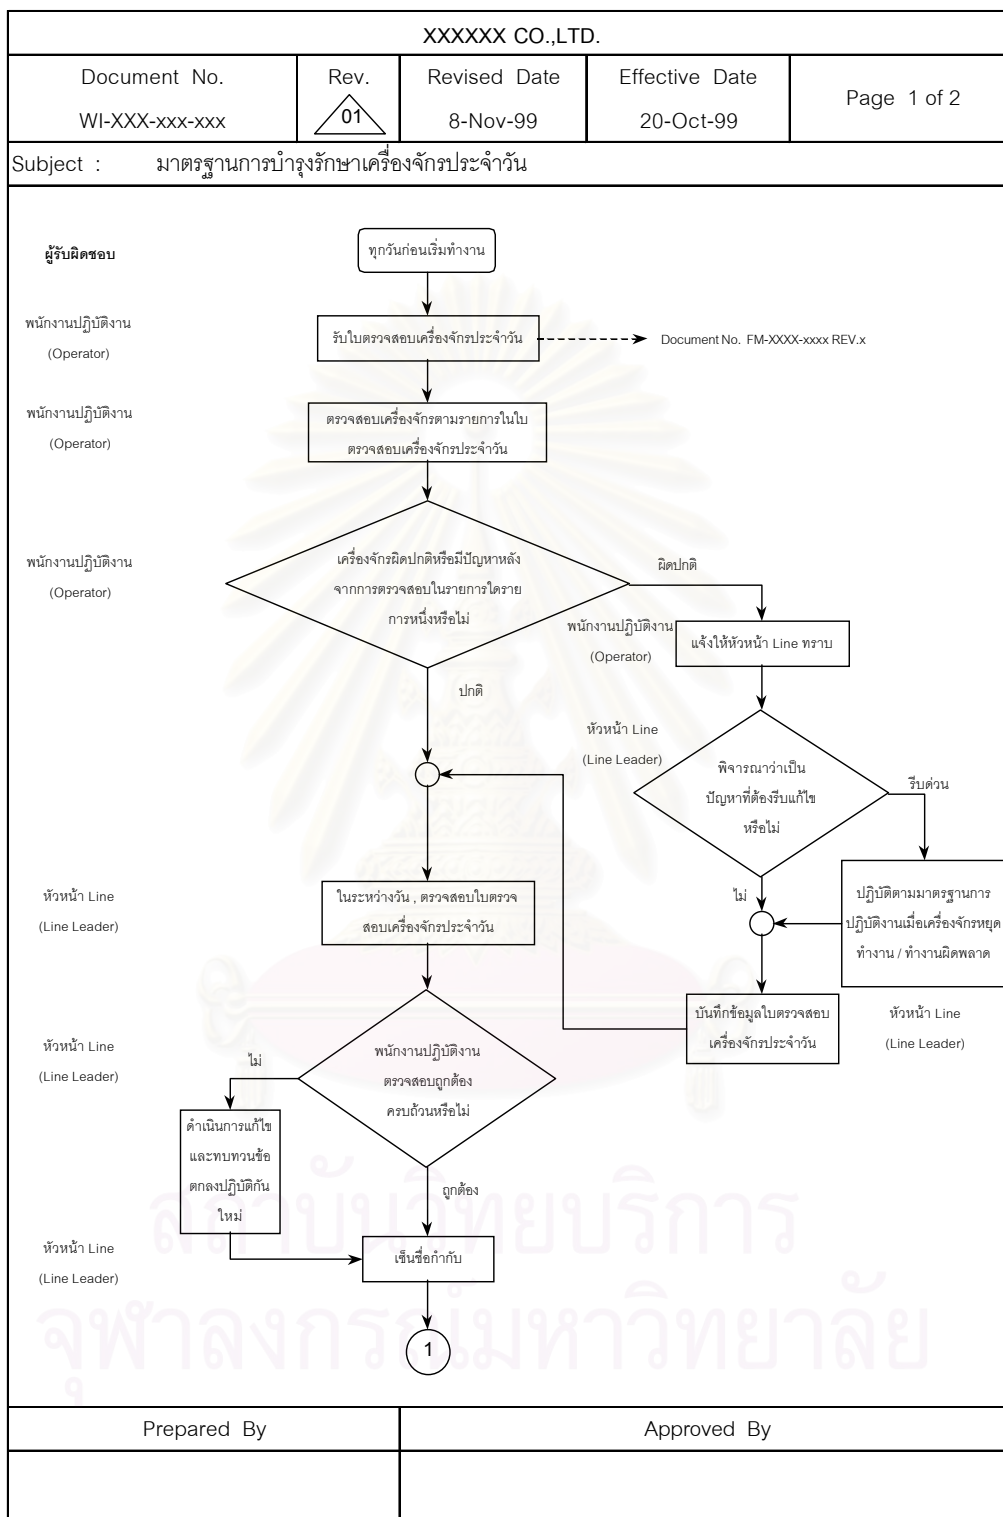 XXXXXX CO.,LTD.
Document No.
Rev.
Revised Date
Effective Date
Page 1 of 2
WI-XXX-xxx-xxx
01
8-Nov-99
20-Oct-99
Subject : มาตรฐานการบำรุงรักษาเครื่องจักรประจำวัน
ผู้รับผิดชอบ
ทุกวันก่อนเริ่มทำงาน
พนักงานปฏิบัติงาน
(Operator)
รับใบตรวจสอบเครื่องจักรประจำวัน
Document No. FM-XXXX-xxxx REV.x
พนักงานปฏิบัติงาน
(Operator)
ตรวจสอบเครื่องจักรตามรายการในใบ
ตรวจสอบเครื่องจักรประจำวัน
พนักงานปฏิบัติงาน
(Operator)
เครื่องจักรผิดปกติหรือมีปัญหาหลัง
จากการตรวจสอบในรายการใดราย
การหนึ่งหรือไม่
ผิดปกติ
พนักงานปฏิบัติงาน
(Operator)
แจ้งให้หัวหน้า Line ทราบ
ปกติ
หัวหน้า Line
(Line Leader)
พิจารณาว่าเป็น
ปัญหาที่ต้องรีบแก้ไข
หรือไม่
รีบด่วน
ไม่
ปฏิบัติตามมาตรฐานการ
ปฏิบัติงานเมื่อเครื่องจักรหยุด
ทำงาน / ทำงานผิดพลาด
หัวหน้า Line
(Line Leader)
หัวหน้า Line
(Line Leader)
ในระหว่างวัน , ตรวจสอบใบตรวจ
สอบเครื่องจักรประจำวัน
บันทึกข้อมูลใบตรวจสอบ
เครื่องจักรประจำวัน
หัวหน้า Line
(Line Leader)
พนักงานปฏิบัติงาน
ตรวจสอบถูกต้อง
ครบถ้วนหรือไม่
ไม่
ดำเนินการแก้ไข
และทบทวนข้อ
ตกลงปฏิบัติกัน
ใหม่
ถูกต้อง
หัวหน้า Line
(Line Leader)
เซ็นชื่อกำกับ
1
สถาบันวิทยบริการ
จุฬาลงกรณ์มหาวิทยาลัย
Prepared By
Approved By